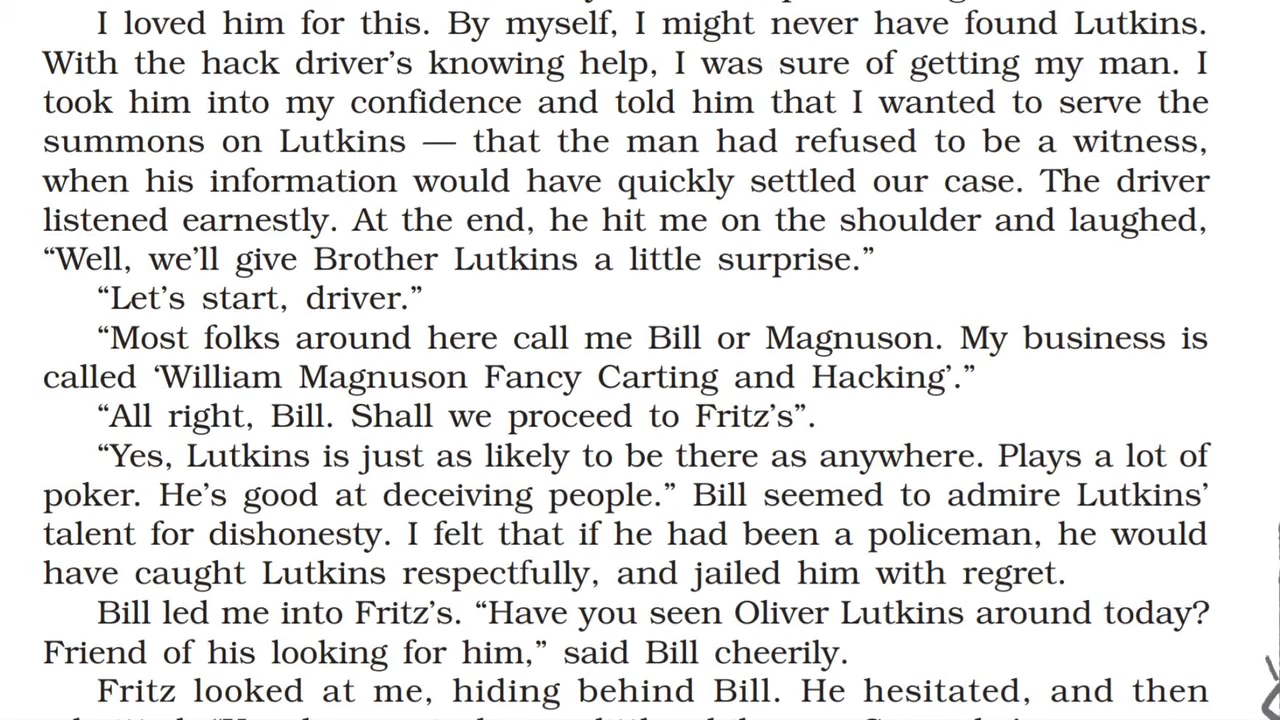 I loved him for this. By myself, I might never have found Lutkins.
With the hack driver’s knowing help, I was sure of getting my man. I
took him into my confidence and told him that I wanted to serve the
summons on Lutkins — that the man had refused to be a witness,
when his information would have quickly settled our case. The driver
listened earnestly. At the end, he hit me on the shoulder and laughed,
“Well, we’ll give Brother Lutkins a little surprise.”
“Let’s start, driver.”
“Most folks around here call me Bill or Magnuson. My business is
called ‘William Magnuson Fancy Carting and Hacking’.”
“All right, Bill. Shall we proceed to Fritz’s”.
“Yes, Lutkins is just as likely to be there as anywhere. Plays a lot of
poker. He’s good at deceiving people.” Bill seemed to admire Lutkins’
talent for dishonesty. I felt that if he had been a policeman, he would
have caught Lutkins respectfully, and jailed him with regret.
Bill led me into Fritz’s. “Have you seen Oliver Lutkins around today?
Friend of his looking for him,” said Bill cheerily.
Fritz looked at me, hiding behind Bill. He hesitated, and then